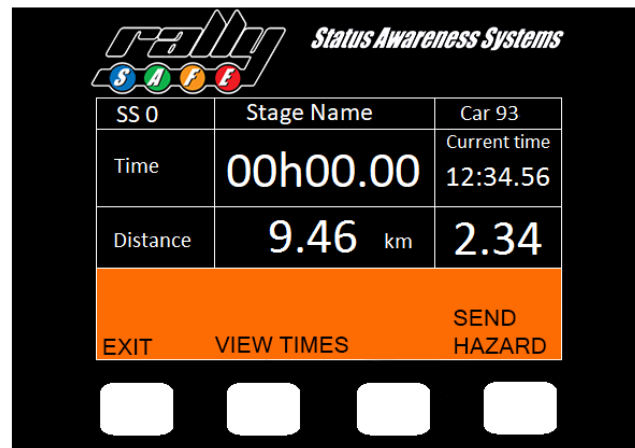 rally Status Awareness Systems
SAFE
SS 0 Stage Name Car 93
Time 00h00.00 Current time
12:34.56
Distance 9.46 km 2.34
EXIT VIEW TIMES SEND
HAZARD